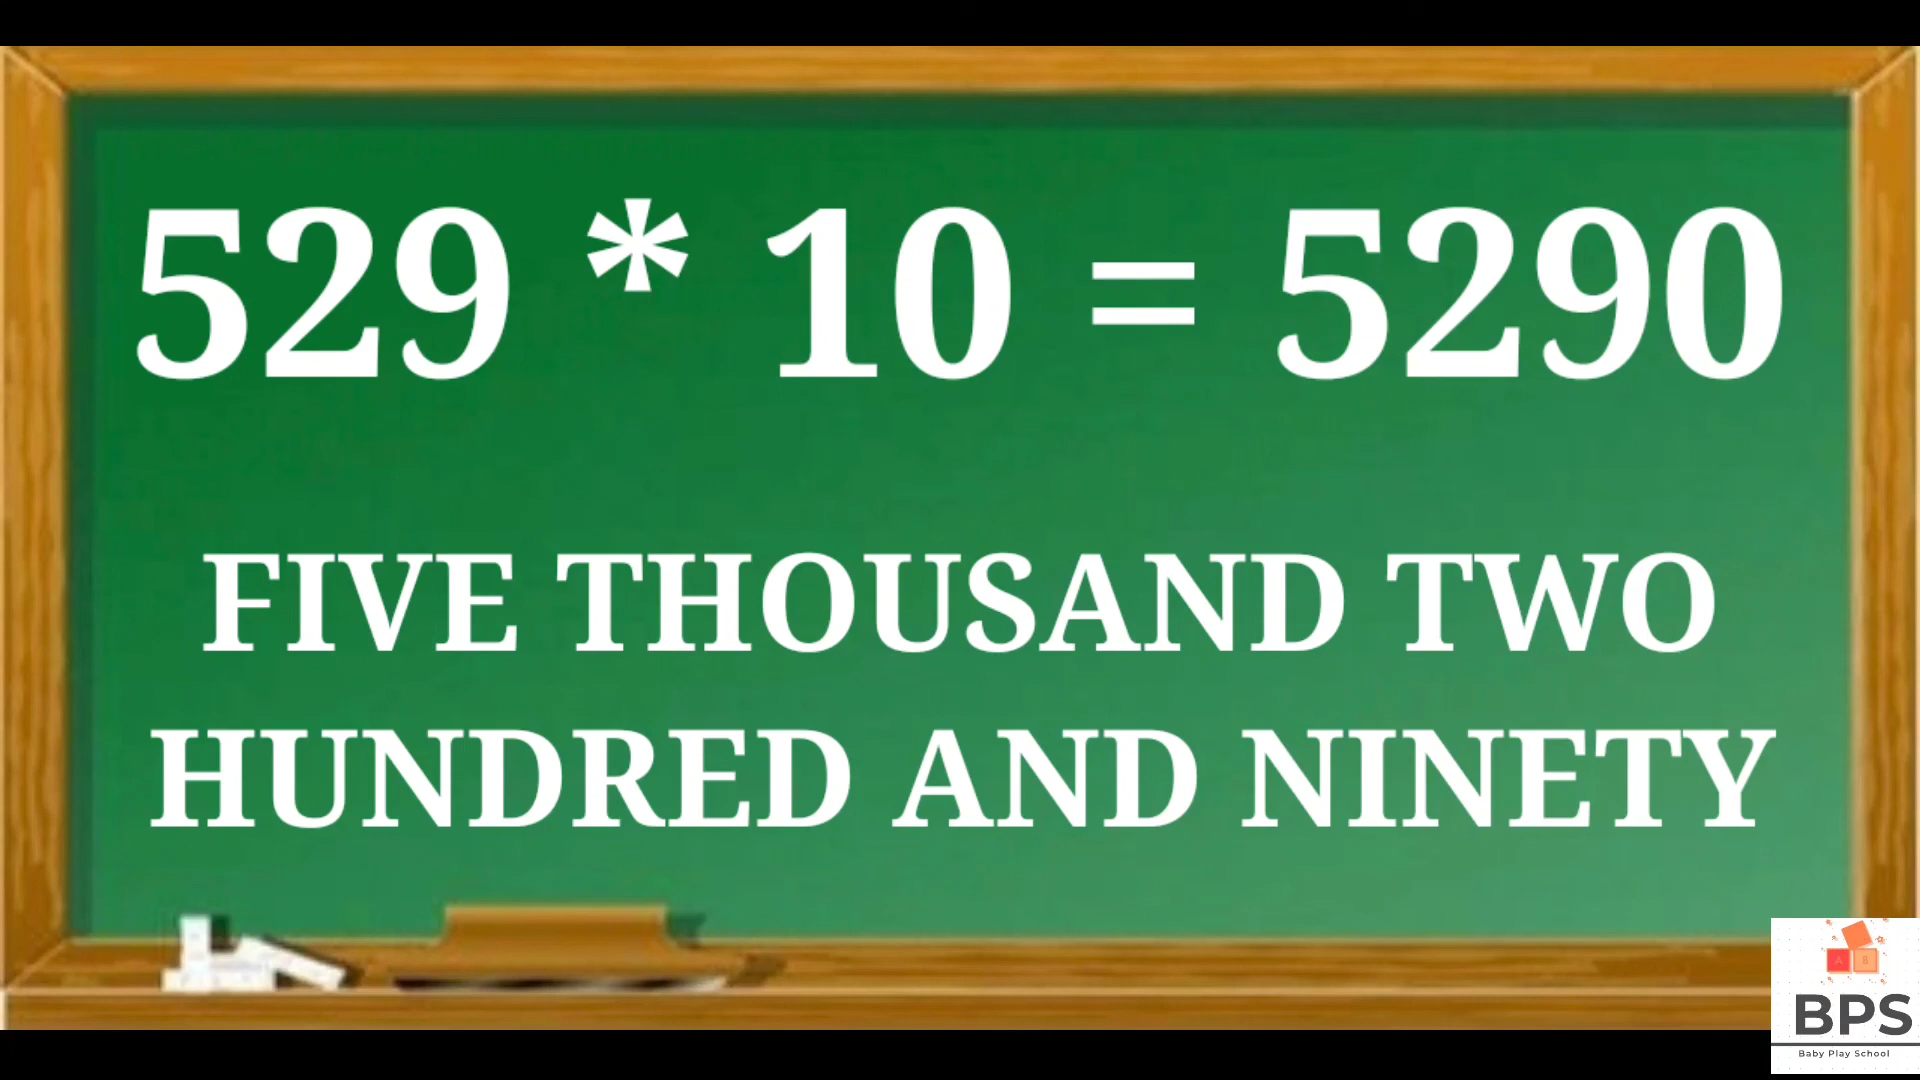 529 * 10 = 5290
FIVE THOUSAND TWO
HUNDRED AND NINETY
A B
BPS
Baby Play School